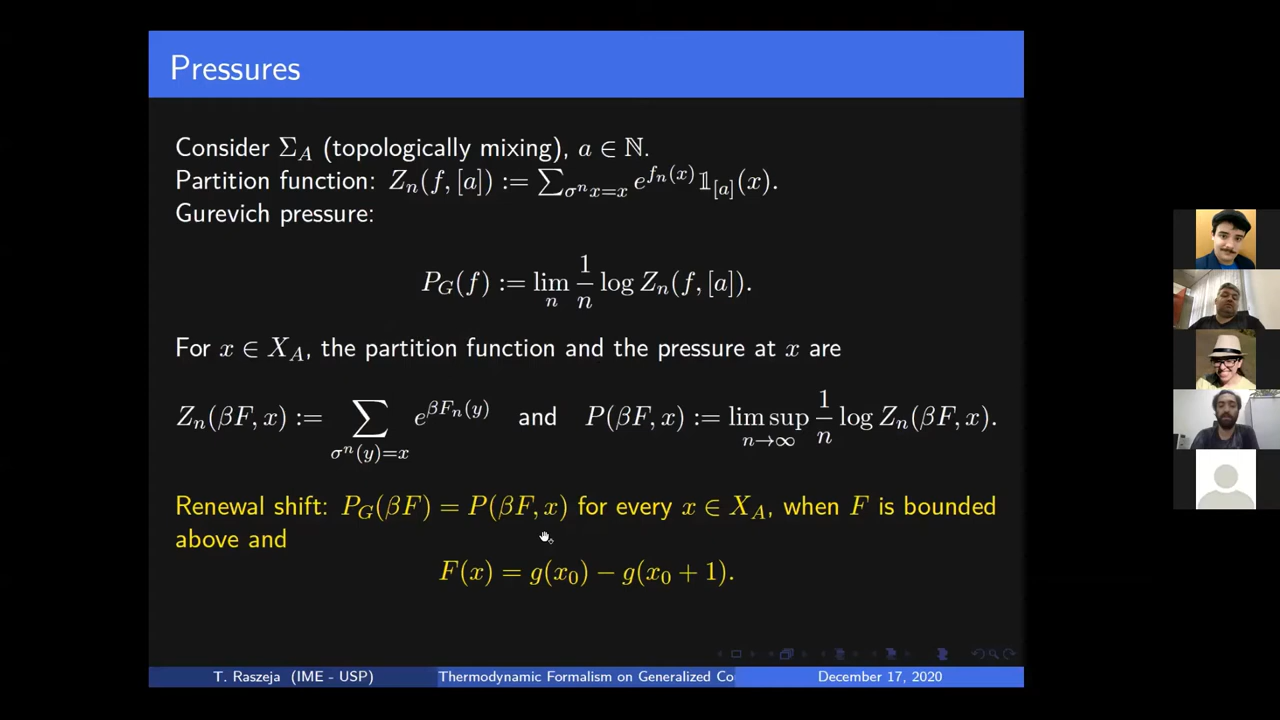 Pressures
Consider Σ_A (topologically mixing), a ∈ ℕ.
Partition function: Z_n(f, [a]) := ∑_{σ^n x=x} e^{f_n(x)} 𝟙_{[a]}(x).
Gurevich pressure:
P_G(f) := lim_n 1/n log Z_n(f, [a]).
For x ∈ X_A, the partition function and the pressure at x are
Z_n(βF, x) := ∑_{σ^n(y)=x} e^{βF_n(y)} and P(βF, x) := lim sup_{n→∞} 1/n log Z_n(βF, x).
Renewal shift: P_G(βF) = P(βF, x) for every x ∈ X_A, when F is bounded
above and
F(x) = g(x_0) − g(x_0 + 1).
T. Raszeja (IME - USP) Thermodynamic Formalism on Generalized Co December 17, 2020